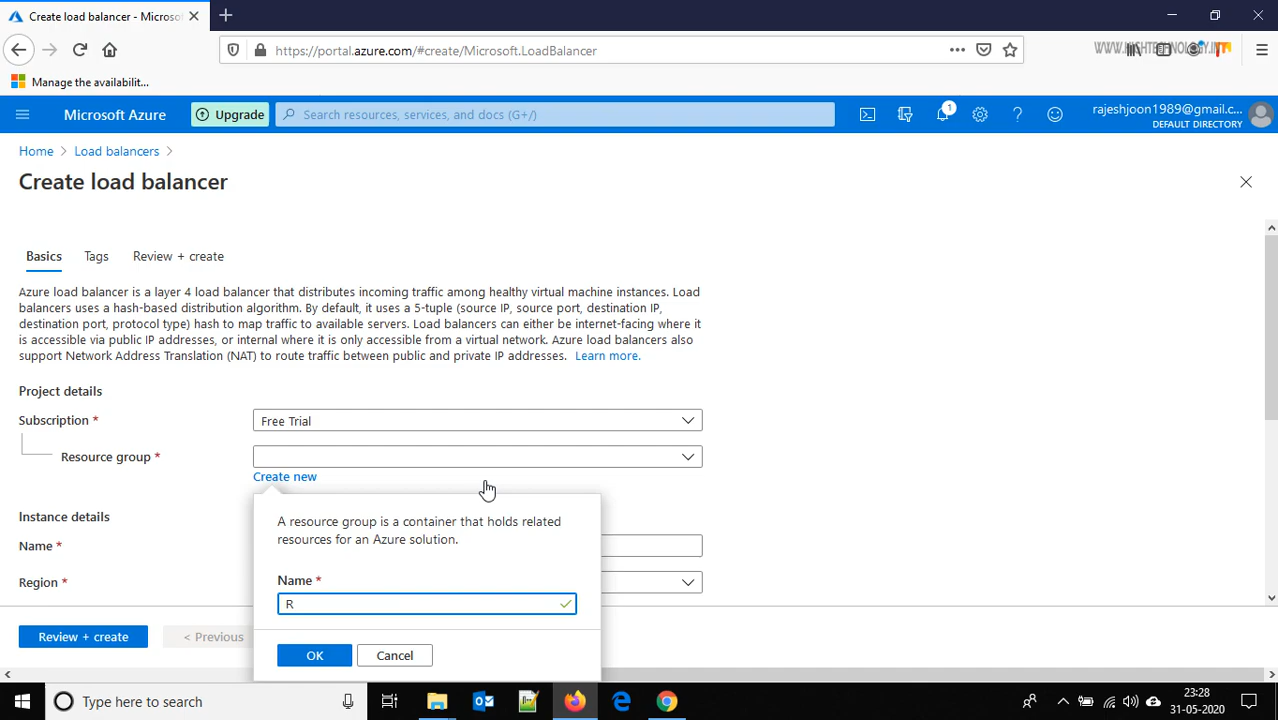 Create load balancer - Microso
https://portal.azure.com/#create/Microsoft.LoadBalancer
Manage the availabilit...
Microsoft Azure
Upgrade
Search resources, services, and docs (G+/)
1
rajeshjoon1989@gmail.c...
DEFAULT DIRECTORY
Home > Load balancers >
Create load balancer
Basics
Tags
Review + create
Azure load balancer is a layer 4 load balancer that distributes incoming traffic among healthy virtual machine instances. Load
balancers uses a hash-based distribution algorithm. By default, it uses a 5-tuple (source IP, source port, destination IP,
destination port, protocol type) hash to map traffic to available servers. Load balancers can either be internet-facing where it
is accessible via public IP addresses, or internal where it is only accessible from a virtual network. Azure load balancers also
support Network Address Translation (NAT) to route traffic between public and private IP addresses. Learn more.
Project details
Subscription *
Free Trial
Resource group *
Create new
A resource group is a container that holds related
resources for an Azure solution.
Name *
R
OK
Cancel
Instance details
Name *
Region *
Review + create
< Previous
Type here to search
23:28
31-05-2020